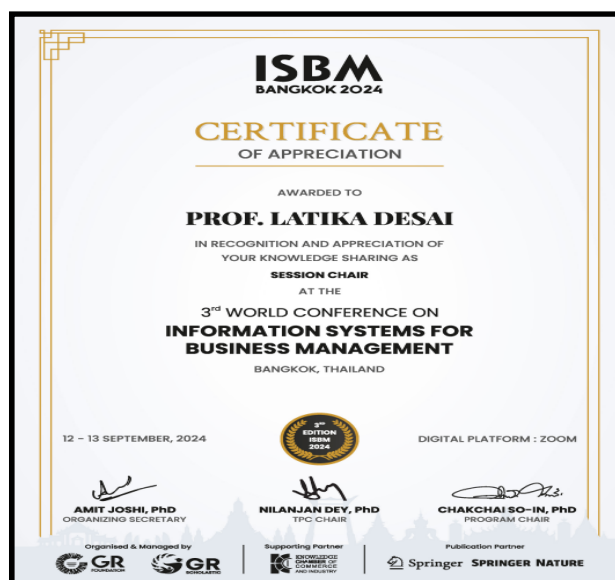 ISBM
BANGKOK 2024
CERTIFICATE
OF APPRECIATION
AWARDED TO
PROF. LATIKA DESAI
IN RECOGNITION AND APPRECIATION OF
YOUR KNOWLEDGE SHARING AS
SESSION CHAIR
AT THE
3rd WORLD CONFERENCE ON
INFORMATION SYSTEMS FOR
BUSINESS MANAGEMENT
BANGKOK, THAILAND
12 - 13 SEPTEMBER, 2024
3RD
EDITION
ISBM
2024
DIGITAL PLATFORM : ZOOM
AMIT JOSHI, PhD
ORGANIZING SECRETARY
NILANJAN DEY, PhD
TPC CHAIR
CHAKCHAI SO-IN, PhD
PROGRAM CHAIR
Organised & Managed by
GR
FOUNDATION
GR
SCHOLASTIC
Supporting Partner
KNOWLEDGE
CHAMBER OF
COMMERCE
AND INDUSTRY
Publication Partner
Springer SPRINGER NATURE